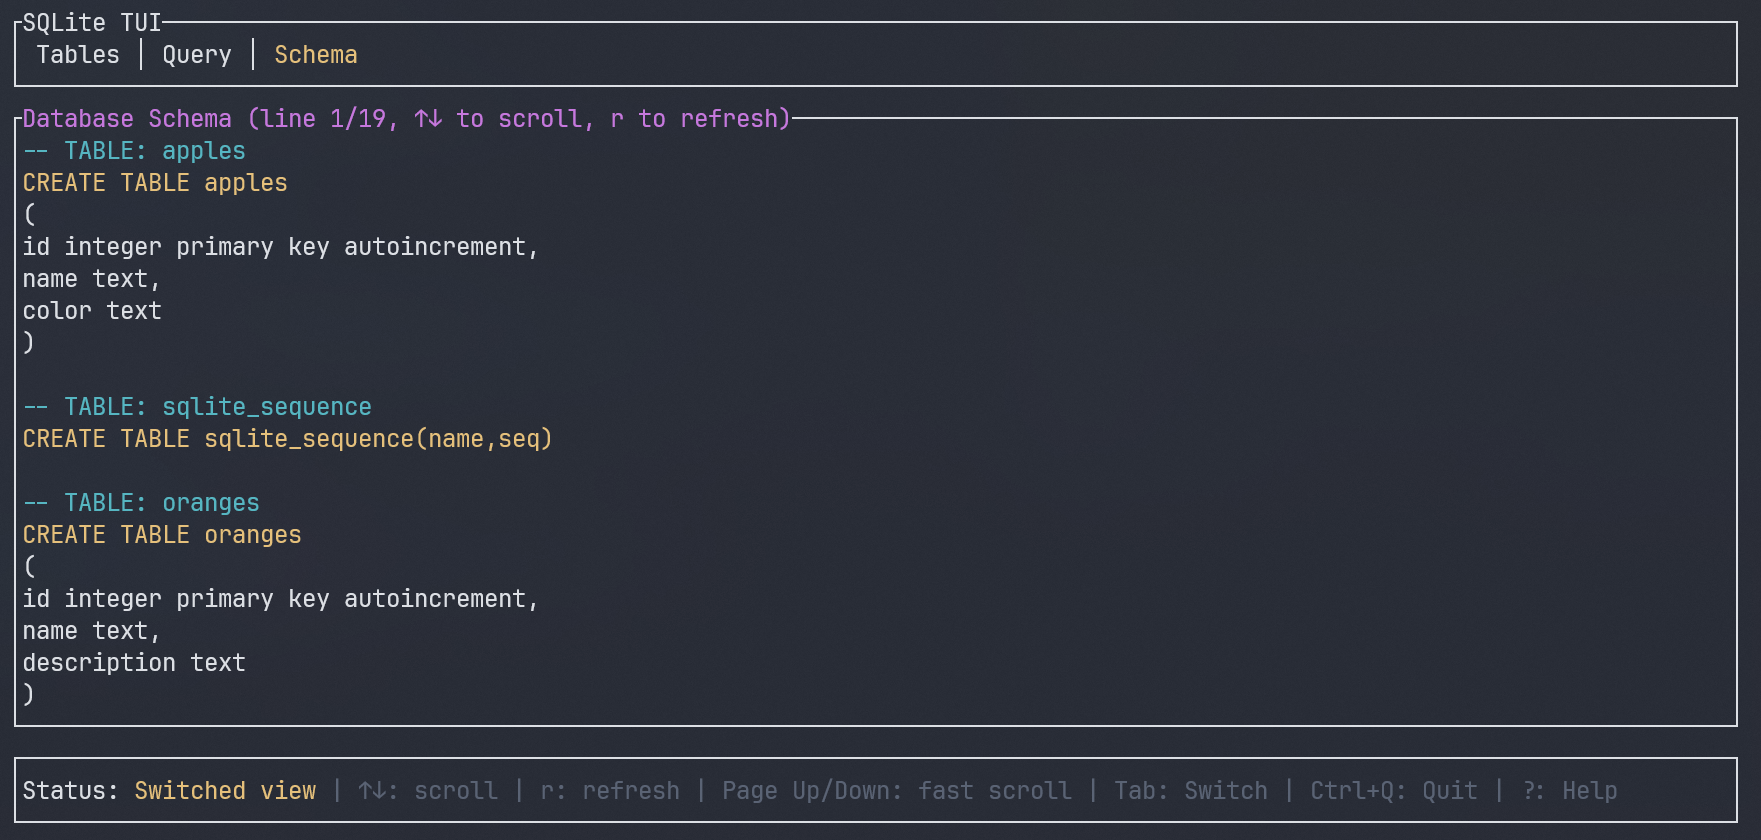 SQLite TUI
Tables │ Query │ Schema
Database Schema (line 1/19, ↑↓ to scroll, r to refresh)
-- TABLE: apples
CREATE TABLE apples
(
id integer primary key autoincrement,
name text,
color text
)
-- TABLE: sqlite_sequence
CREATE TABLE sqlite_sequence(name,seq)
-- TABLE: oranges
CREATE TABLE oranges
(
id integer primary key autoincrement,
name text,
description text
)
Status: Switched view | ↑↓: scroll | r: refresh | Page Up/Down: fast scroll | Tab: Switch | Ctrl+Q: Quit | ?: Help